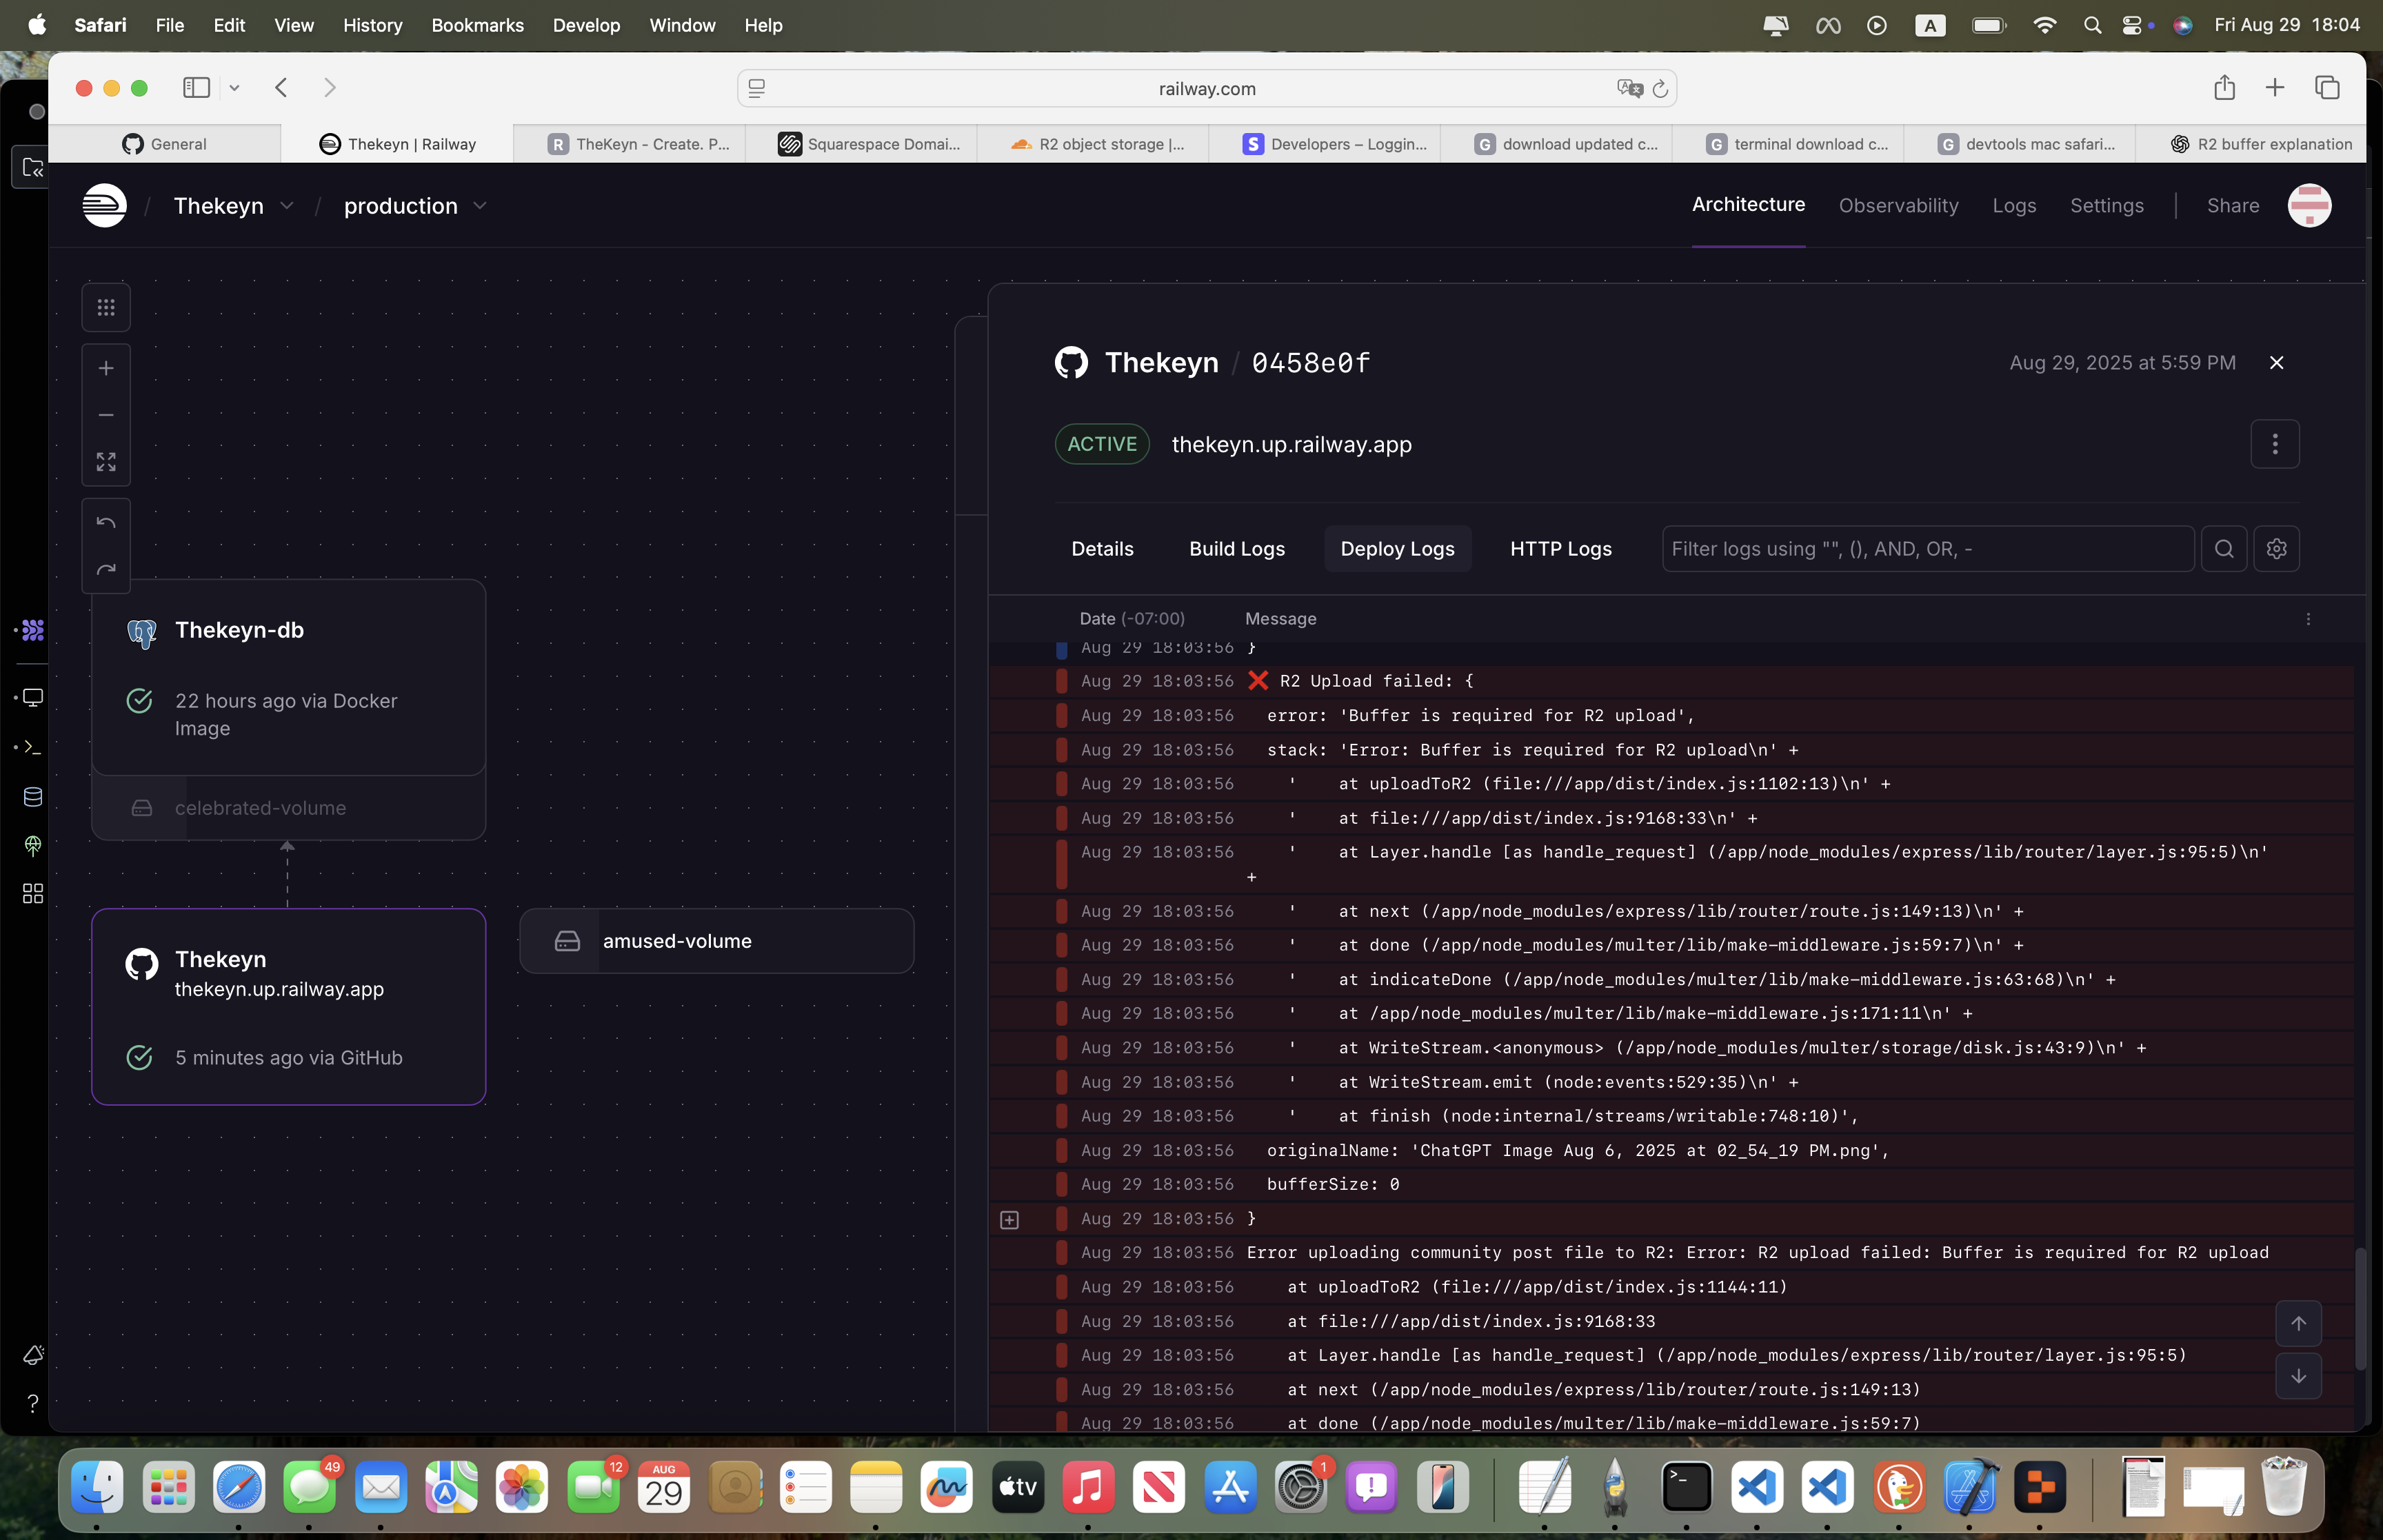 Safari File Edit View History Bookmarks Develop Window Help
A
Fri Aug 29 18:04
railway.com
General
Thekeyn | Railway
R TheKeyn - Create. P...
Squarespace Domai...
R2 object storage |...
S Developers – Loggin...
G download updated c...
G terminal download c...
G devtools mac safari...
R2 buffer explanation
/ Thekeyn / production
Architecture Observability Logs Settings | Share
Thekeyn-db
22 hours ago via Docker
Image
celebrated-volume
Thekeyn
thekeyn.up.railway.app
5 minutes ago via GitHub
amused-volume
Thekeyn / 0458e0f
Aug 29, 2025 at 5:59 PM
ACTIVE thekeyn.up.railway.app
Details Build Logs Deploy Logs HTTP Logs
Filter logs using "", (), AND, OR, -
Date (-07:00) Message
Aug 29 18:03:56 }
Aug 29 18:03:56 ❌ R2 Upload failed: {
Aug 29 18:03:56 error: 'Buffer is required for R2 upload',
Aug 29 18:03:56 stack: 'Error: Buffer is required for R2 upload\n' +
Aug 29 18:03:56 ' at uploadToR2 (file:///app/dist/index.js:1102:13)\n' +
Aug 29 18:03:56 ' at file:///app/dist/index.js:9168:33\n' +
Aug 29 18:03:56 ' at Layer.handle [as handle_request] (/app/node_modules/express/lib/router/layer.js:95:5)\n'
+
Aug 29 18:03:56 ' at next (/app/node_modules/express/lib/router/route.js:149:13)\n' +
Aug 29 18:03:56 ' at done (/app/node_modules/multer/lib/make-middleware.js:59:7)\n' +
Aug 29 18:03:56 ' at indicateDone (/app/node_modules/multer/lib/make-middleware.js:63:68)\n' +
Aug 29 18:03:56 ' at /app/node_modules/multer/lib/make-middleware.js:171:11\n' +
Aug 29 18:03:56 ' at WriteStream.<anonymous> (/app/node_modules/multer/storage/disk.js:43:9)\n' +
Aug 29 18:03:56 ' at WriteStream.emit (node:events:529:35)\n' +
Aug 29 18:03:56 ' at finish (node:internal/streams/writable:748:10)',
Aug 29 18:03:56 originalName: 'ChatGPT Image Aug 6, 2025 at 02_54_19 PM.png',
Aug 29 18:03:56 bufferSize: 0
Aug 29 18:03:56 }
Aug 29 18:03:56 Error uploading community post file to R2: Error: R2 upload failed: Buffer is required for R2 upload
Aug 29 18:03:56 at uploadToR2 (file:///app/dist/index.js:1144:11)
Aug 29 18:03:56 at file:///app/dist/index.js:9168:33
Aug 29 18:03:56 at Layer.handle [as handle_request] (/app/node_modules/express/lib/router/layer.js:95:5)
Aug 29 18:03:56 at next (/app/node_modules/express/lib/router/route.js:149:13)
Aug 29 18:03:56 at done (/app/node_modules/multer/lib/make-middleware.js:59:7)
49
12
AUG
29
tv
1